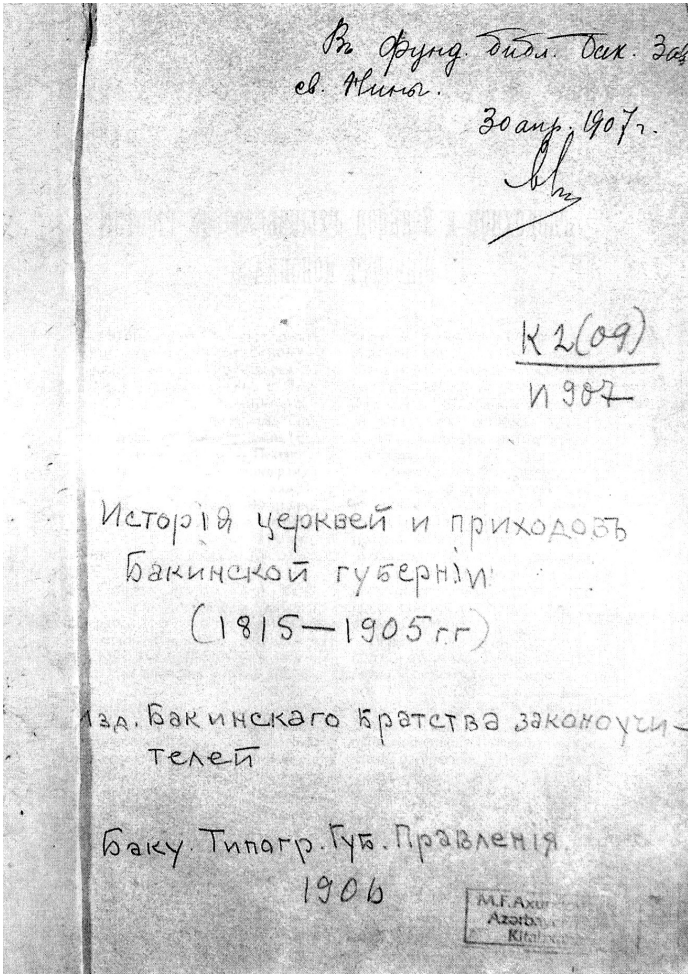 Въ фунд. библ. бак. Зав
св. Нины.
30 апр. 1907 г.
К 2(09)
И 907
Исторія церквей и приходовъ
Бакинской губерніи
(1815—1905 г.г)
Изд. Бакинскаго братства законоучи-
телей
Баку. Типогр. Губ. Правленія.
1906
M.F.Axun
Azərba
Kitab